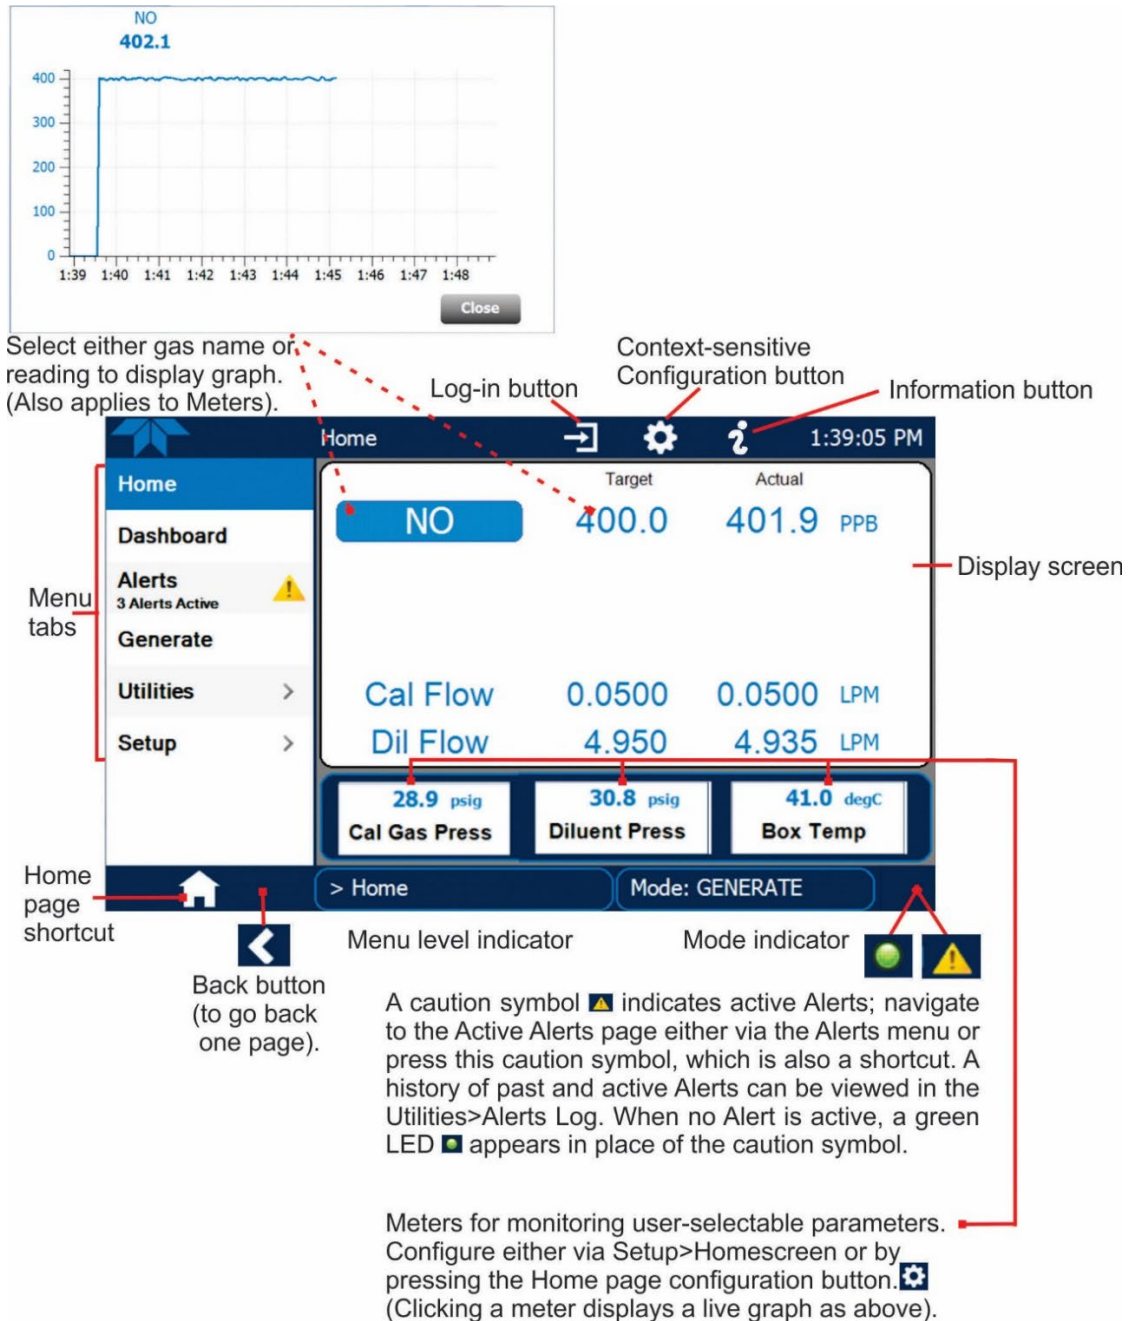 NO
402.1
400
300
200
100
0
1:39 1:40 1:41 1:42 1:43 1:44 1:45 1:46 1:47 1:48
Close
Select either gas name or
reading to display graph.
(Also applies to Meters).
Log-in button
Context-sensitive
Configuration button
Information button
Home
1:39:05 PM
Menu
tabs
Home
Dashboard
Alerts
3 Alerts Active
Generate
Utilities >
Setup >
Target Actual
NO 400.0 401.9 PPB
Display screen
Cal Flow 0.0500 0.0500 LPM
Dil Flow 4.950 4.935 LPM
28.9 psig
Cal Gas Press
30.8 psig
Diluent Press
41.0 degC
Box Temp
Home
page
shortcut
> Home
Mode: GENERATE
Back button
(to go back
one page).
Menu level indicator
Mode indicator
A caution symbol indicates active Alerts; navigate
to the Active Alerts page either via the Alerts menu or
press this caution symbol, which is also a shortcut. A
history of past and active Alerts can be viewed in the
Utilities>Alerts Log. When no Alert is active, a green
LED appears in place of the caution symbol.
Meters for monitoring user-selectable parameters.
Configure either via Setup>Homescreen or by
pressing the Home page configuration button.
(Clicking a meter displays a live graph as above).